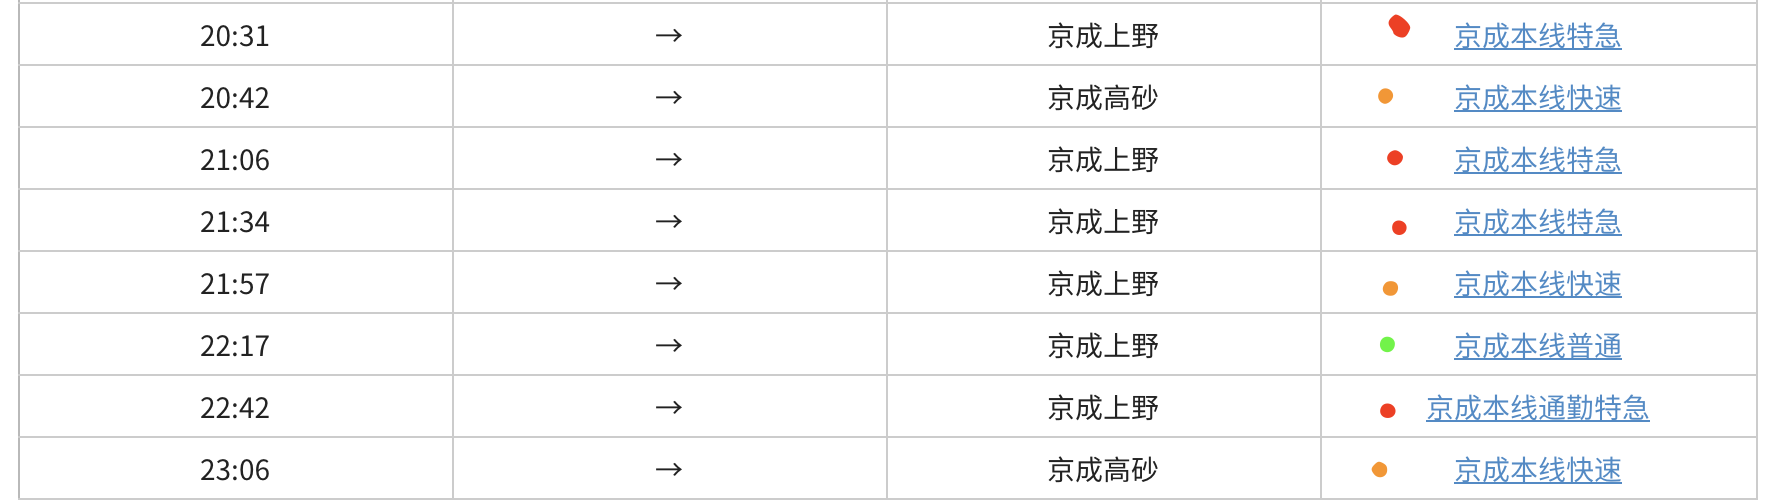 20:31 → 京成上野 京成本线特急
20:42 → 京成高砂 京成本线快速
21:06 → 京成上野 京成本线特急
21:34 → 京成上野 京成本线特急
21:57 → 京成上野 京成本线快速
22:17 → 京成上野 京成本线普通
22:42 → 京成上野 京成本线通勤特急
23:06 → 京成高砂 京成本线快速